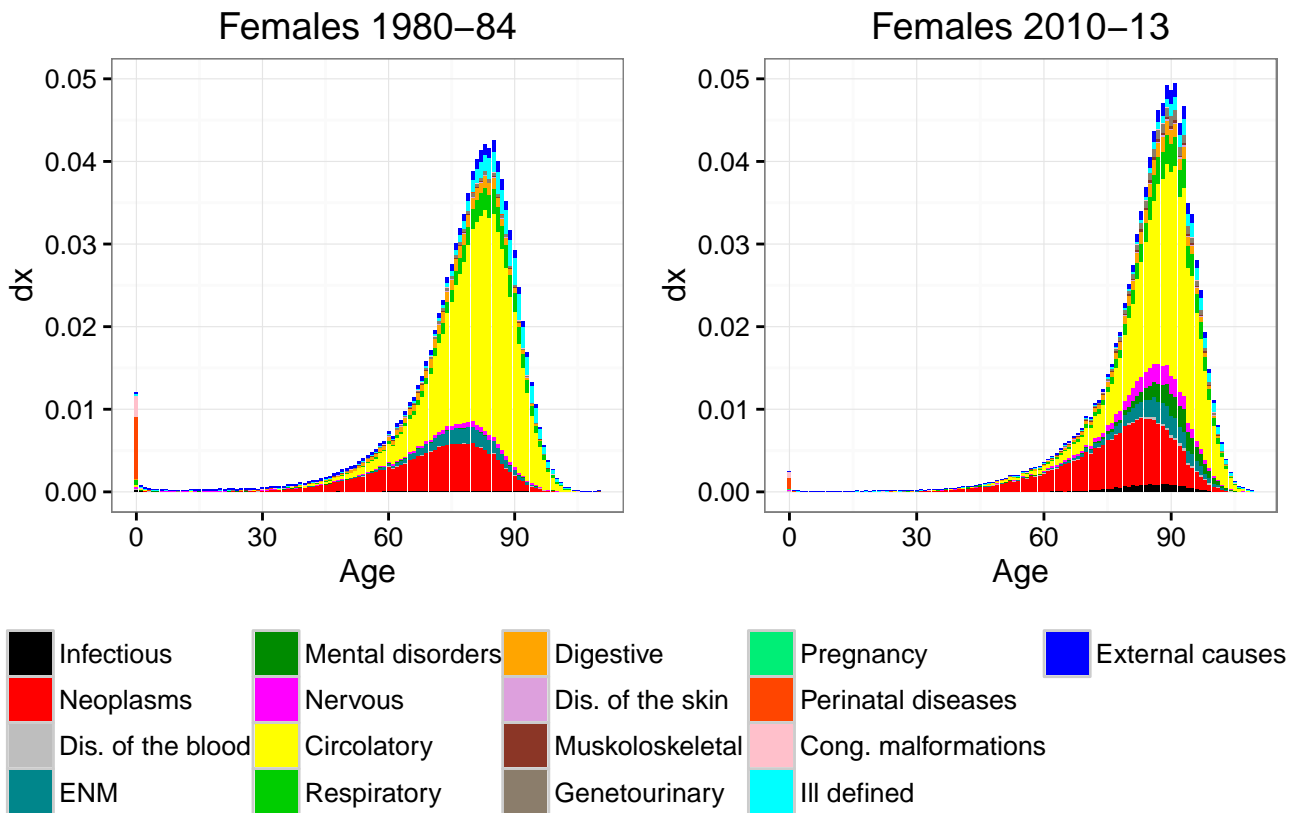 Females 1980−84
Females 2010−13
0.05
0.04
0.03
0.02
0.01
0.00
dx
0 30 60 90
Age
0.05
0.04
0.03
0.02
0.01
0.00
dx
0 30 60 90
Age
Infectious Mental disorders Digestive Pregnancy External causes
Neoplasms Nervous Dis. of the skin Perinatal diseases
Dis. of the blood Circolatory Muskoloskeletal Cong. malformations
ENM Respiratory Genetourinary Ill defined